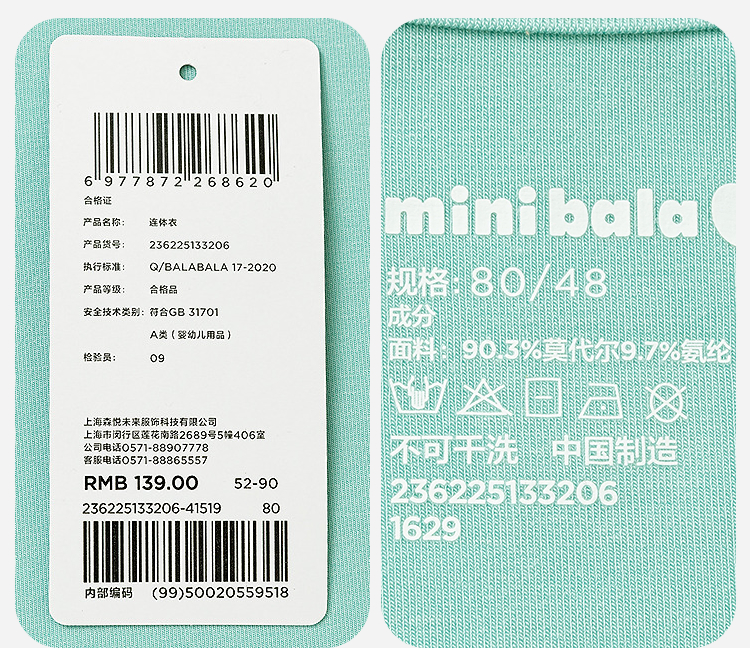 6 977872 268620
合格证
产品名称： 连体衣
产品货号： 236225133206
执行标准： Q/BALABALA 17-2020
产品等级： 合格品
安全技术类别：符合GB 31701
A类（婴幼儿用品）
检验员： 09
上海森悦未来服饰科技有限公司
上海市闵行区莲花南路2689号5幢406室
公司电话0571-88907778
客服电话0571-88865557
RMB 139.00 52-90
236225133206-41519 80
内部编码 (99)50020559518
minibala
规格: 80/48
成分
面料：90.3%莫代尔9.7%氨纶
不可干洗 中国制造
236225133206
1629